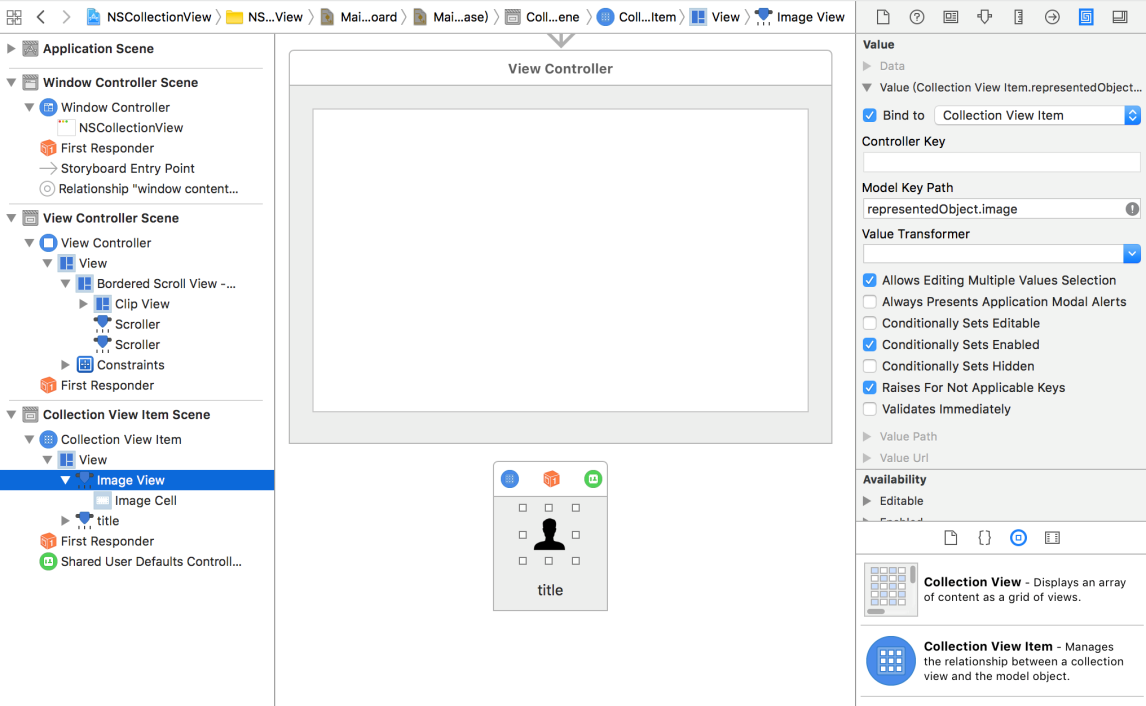 NSCollectionView
NS...View
Mai...oard
Mai...ase)
Coll...ene
Coll...Item
View
Image View
Application Scene
Window Controller Scene
Window Controller
NSCollectionView
First Responder
Storyboard Entry Point
Relationship "window content...
View Controller Scene
View Controller
View
Bordered Scroll View -...
Clip View
Scroller
Scroller
Constraints
First Responder
Collection View Item Scene
Collection View Item
View
Image View
Image Cell
title
First Responder
Shared User Defaults Controll...
View Controller
title
Value
Data
Value (Collection View Item.representedObject...
Bind to
Collection View Item
Controller Key
Model Key Path
representedObject.image
Value Transformer
Allows Editing Multiple Values Selection
Always Presents Application Modal Alerts
Conditionally Sets Editable
Conditionally Sets Enabled
Conditionally Sets Hidden
Raises For Not Applicable Keys
Validates Immediately
Value Path
Value Url
Availability
Editable
Enabled
Collection View - Displays an array
of content as a grid of views.
Collection View Item - Manages
the relationship between a collection
view and the model object.